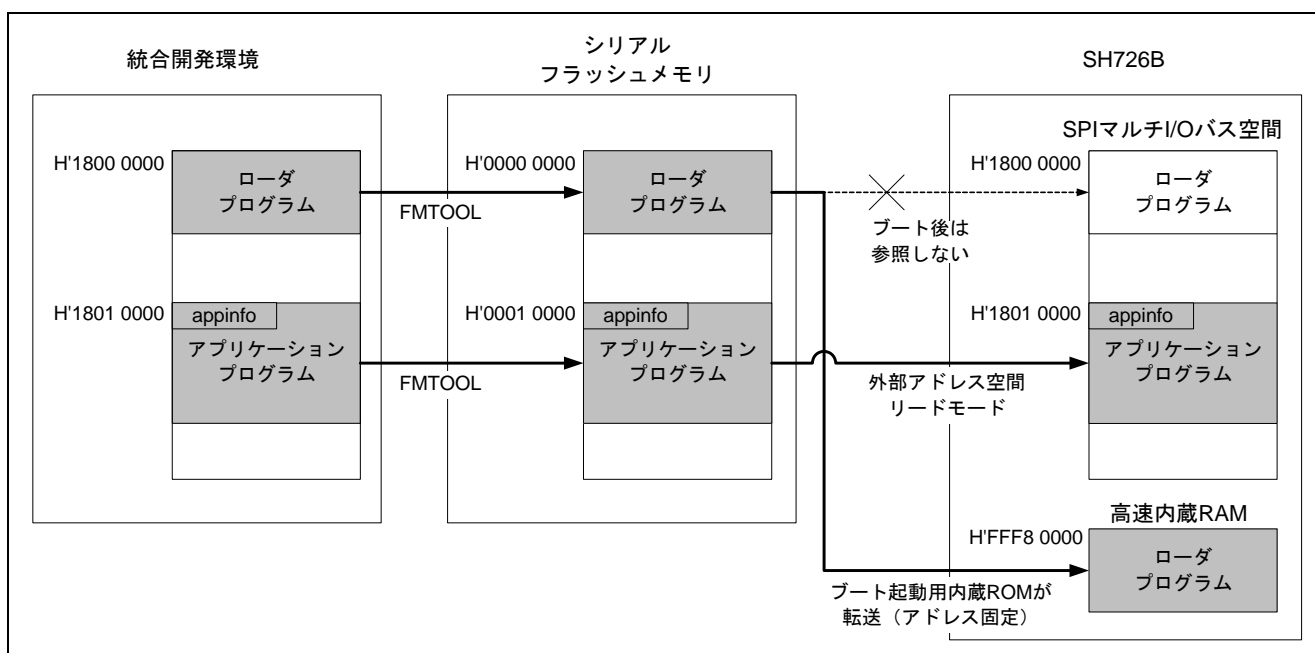 統合開発環境
シリアル
フラッシュメモリ
SH726B
SPIマルチI/Oバス空間
H'1800 0000
ローダ
プログラム
FMTOOL
H'0000 0000
ローダ
プログラム
ブート後は
参照しない
H'1800 0000
ローダ
プログラム
H'1801 0000
appinfo
アプリケーション
プログラム
FMTOOL
H'0001 0000
appinfo
アプリケーション
プログラム
外部アドレス空間
リードモード
H'1801 0000
appinfo
アプリケーション
プログラム
高速内蔵RAM
H'FFF8 0000
ローダ
プログラム
ブート起動用内蔵ROMが
転送（アドレス固定）